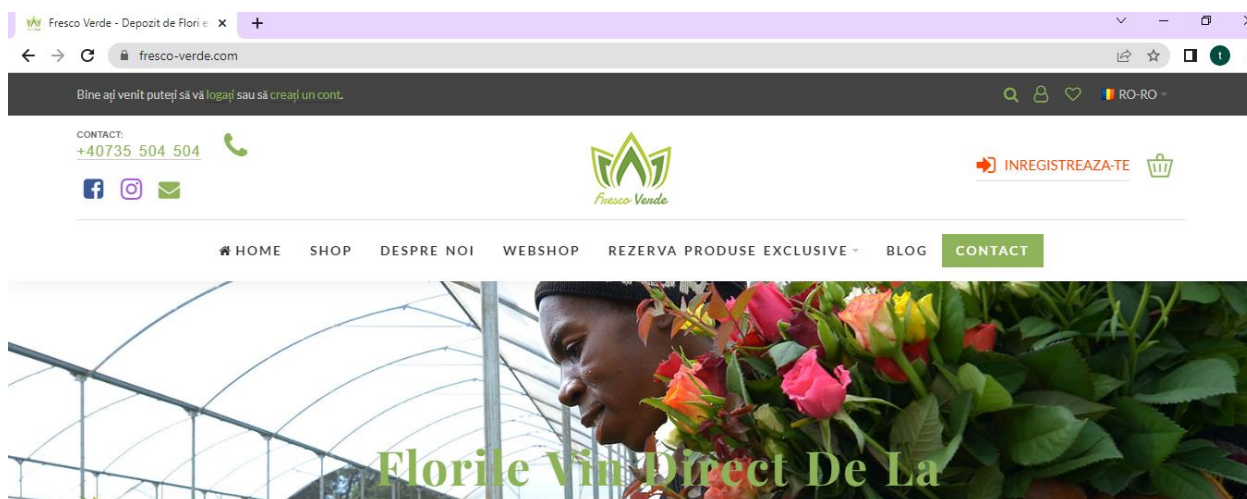 Fresco Verde - Depozit de Flori e
fresco-verde.com
t
Bine ați venit puteți să vă logați sau să creați un cont.
RO-RO
CONTACT:
+40735 504 504
Fresco Verde
INREGISTREAZA-TE
HOME SHOP DESPRE NOI WEBSHOP REZERVA PRODUSE EXCLUSIVE BLOG CONTACT
Florile Vin Direct De La